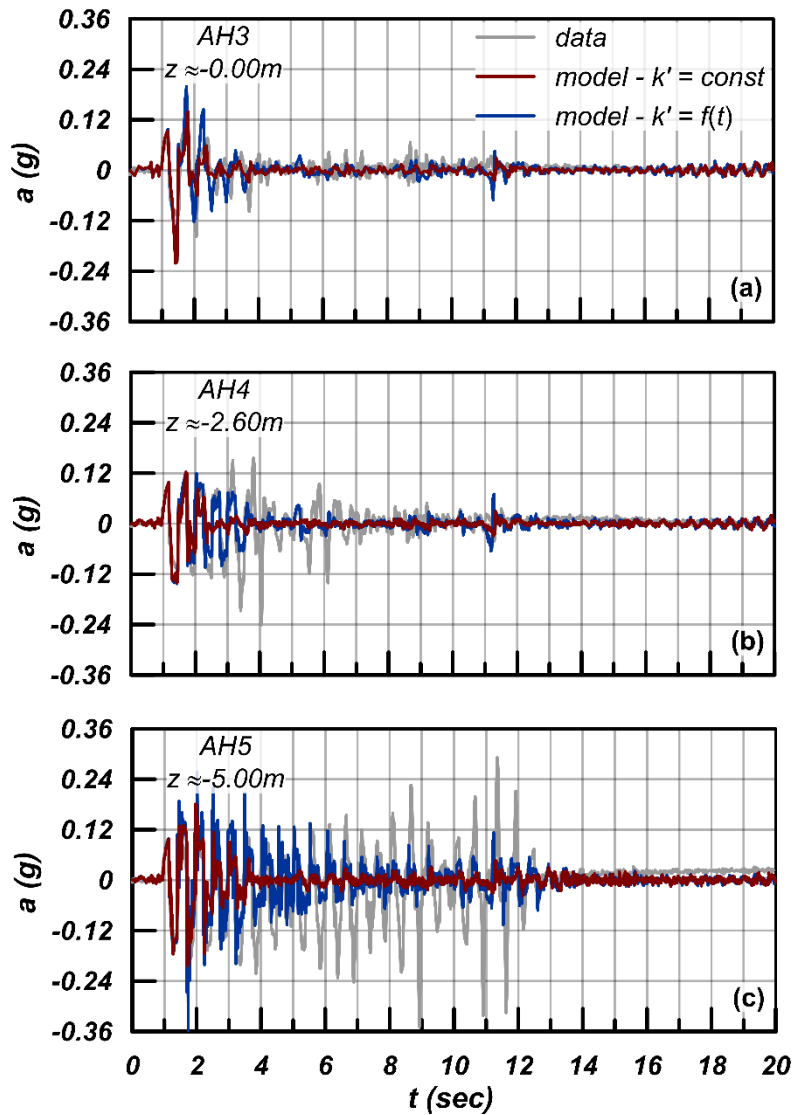 0.36
0.24
0.12
0
-0.12
-0.24
-0.36
a (g)
AH3
z ≈-0.00m
data
model - k' = const
model - k' = f(t)
(a)
0.36
0.24
0.12
0
-0.12
-0.24
-0.36
a (g)
AH4
z ≈-2.60m
(b)
0.36
0.24
0.12
0
-0.12
-0.24
-0.36
a (g)
AH5
z ≈-5.00m
(c)
0 2 4 6 8 10 12 14 16 18 20
t (sec)